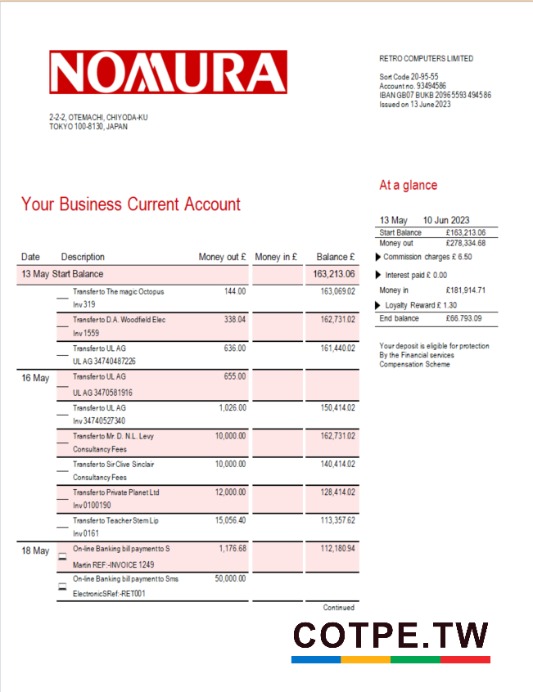 NOMURA
RETRO COMPUTERS LIMITED
Sort Code 20-95-55
Account no. 93494586
IBAN GB07 BUKB 2096 5593 4945 86
Issued on 13 June 2023
2-2-2, OTEMACHI, CHIYODA-KU
TOKYO 100-8130, JAPAN
At a glance
Your Business Current Account
13 May 10 Jun 2023
Start Balance £163,213.06
Money out £278,334.68
Commission charges £ 6.50
Interest paid £ 0.00
Money in £181,914.71
Loyalty Reward £ 1.30
End balance £66.793.09
Your deposit is eligible for protection
By the Financial services
Compensation Scheme
Date Description Money out £ Money in £ Balance £
13 May Start Balance 163,213.06
Transfer to The magic Octopus 144.00 163,069.02
Inv 319
Transfer to D.A. Woodfield Elec 338.04 162,731.02
Inv 1559
Transfer to UL AG 636.00 161,440.02
UL AG 34740487226
16 May Transfer to UL AG 655.00
UL AG 3470581916
Transfer to UL AG 1,026.00 150,414.02
Inv 34740527340
Transfer to Mr. D. N.L. Levy 10,000.00 162,731.02
Consultancy Fees
Transfer to Sir Clive Sinclair 10,000.00 140,414.02
Consultancy Fees
Transfer to Private Planet Ltd 12,000.00 128,414.02
Inv 0100190
Transfer to Teacher Stem Lip 15,056.40 113,357.62
Inv 0161
18 May On-line Banking bill payment to S 1,176.68 112,180.94
Martin REF:-INVOICE 1249
On-line Banking bill payment to Sms 50,000.00
ElectronicSRef:-RET001
Continued
COTPE.TW